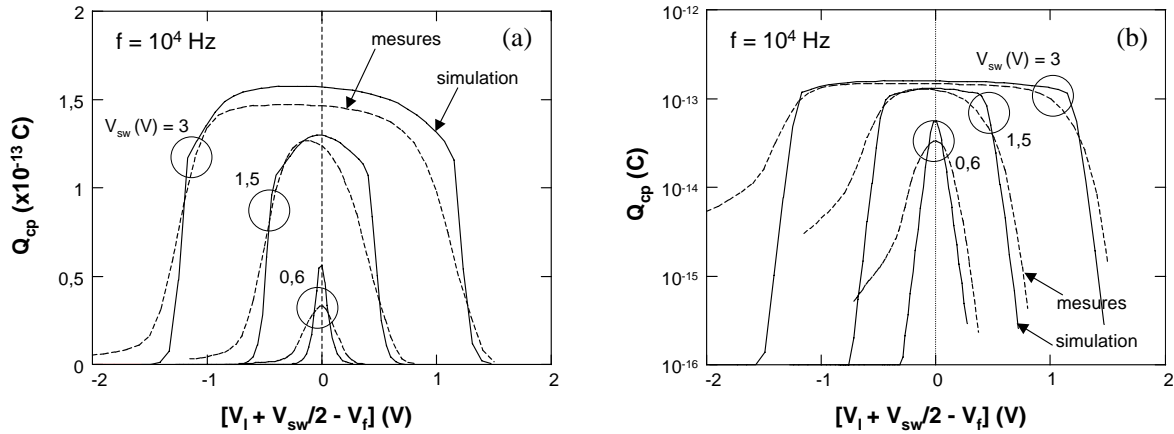 f = 10⁴ Hz
(a)
mesures
simulation
V_sw (V) = 3
1,5
0,6
Q_cp (x10⁻¹³ C)
2
1,5
1
0,5
0
-2
-1
0
1
2
[V_l + V_sw/2 - V_f] (V)
f = 10⁴ Hz
(b)
V_sw (V) = 3
1,5
0,6
mesures
simulation
Q_cp (C)
10⁻¹²
10⁻¹³
10⁻¹⁴
10⁻¹⁵
10⁻¹⁶
-2
-1
0
1
2
[V_l + V_sw/2 - V_f] (V)